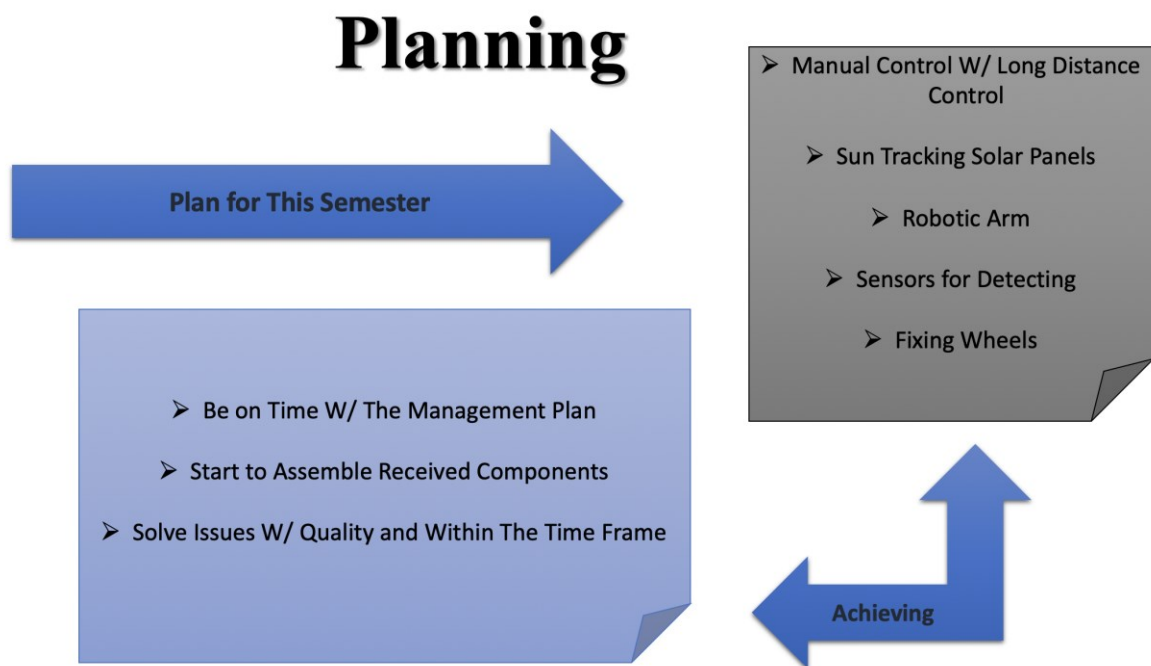 Planning
Plan for This Semester
➢ Manual Control W/ Long Distance
Control
➢ Sun Tracking Solar Panels
➢ Robotic Arm
➢ Sensors for Detecting
➢ Fixing Wheels
➢ Be on Time W/ The Management Plan
➢ Start to Assemble Received Components
➢ Solve Issues W/ Quality and Within The Time Frame
Achieving